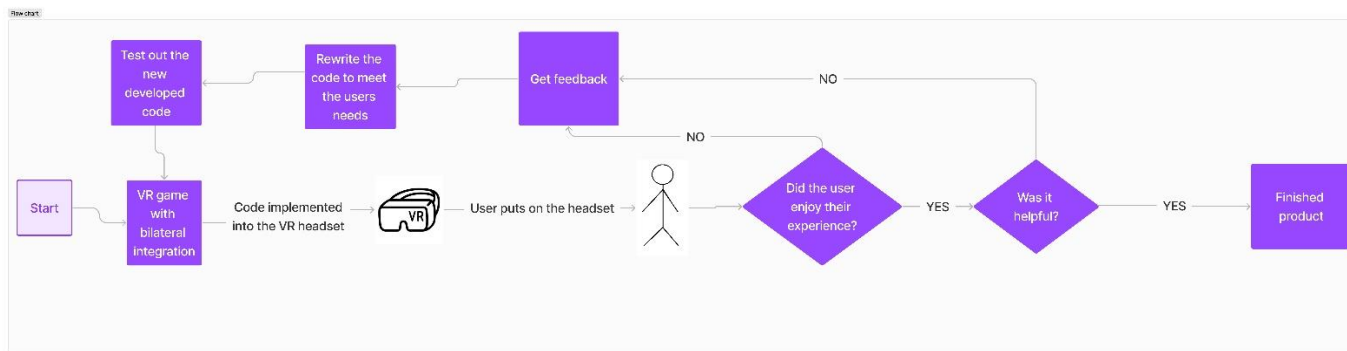 Flow chart
Test out the
new
developed
code
Rewrite the
code to meet
the users
needs
Get feedback
NO
NO
Start
VR game
with
bilateral
integration
Code implemented
into the VR headset
VR
User puts on the headset
Did the user
enjoy their
experience?
YES
Was it
helpful?
YES
Finished
product